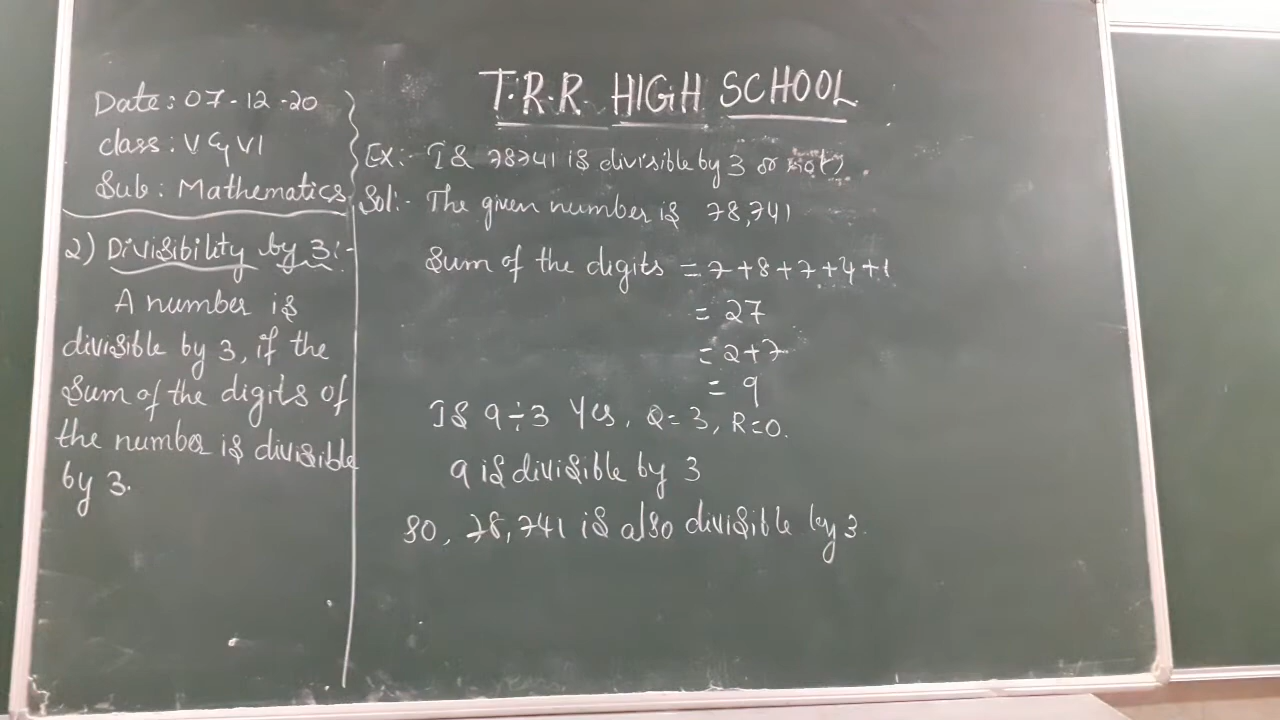 T.R.R. HIGH SCHOOL
Date: 07-12-20
class: V & VI
Sub: Mathematics
2) Divisibility by 3:-
A number is
divisible by 3, if the
Sum of the digits of
the number is divisible
by 3.
Ex:- Is 78741 is divisible by 3 or not.
Sol:- The given number is 78,741
Sum of the digits = 7+8+7+4+1
= 27
= 2+7
= 9
Is 9÷3 Yes, Q=3, R=0.
9 is divisible by 3
So, 78,741 is also divisible by 3.